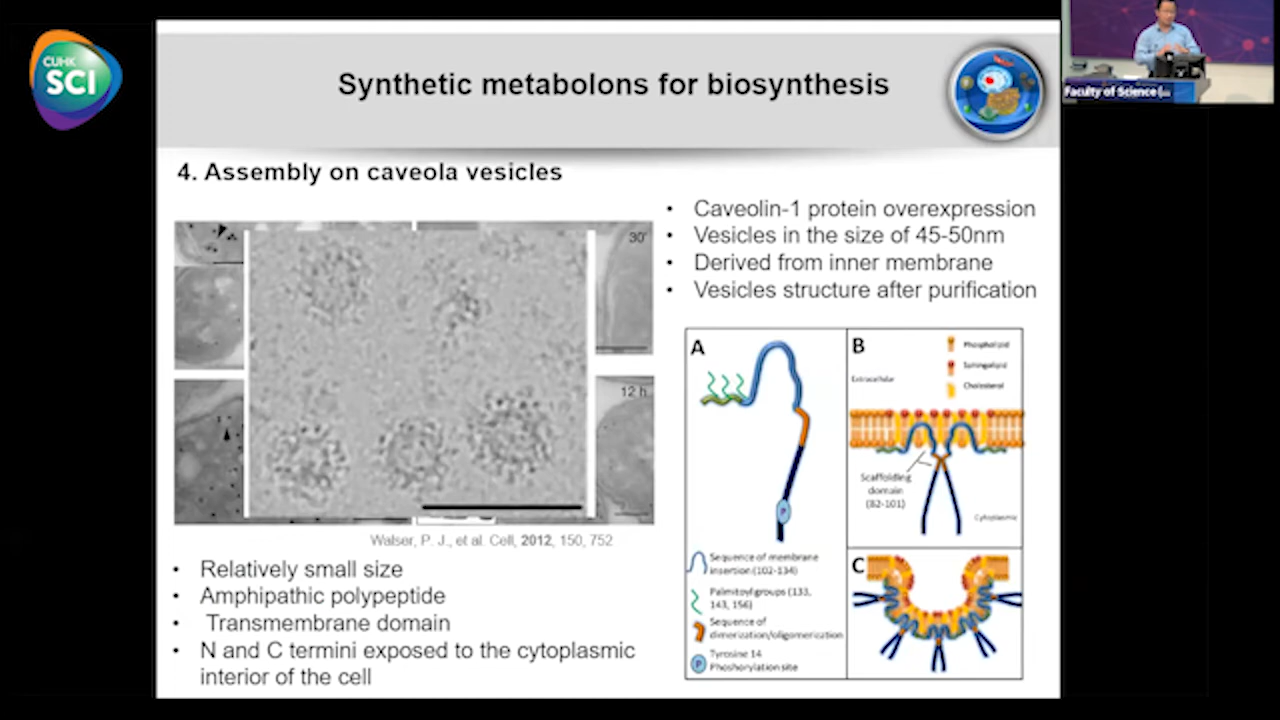 CUHK
SCI
Synthetic metabolons for biosynthesis
Faculty of Science (...
4. Assembly on caveola vesicles
• Caveolin-1 protein overexpression
• Vesicles in the size of 45-50nm
• Derived from inner membrane
• Vesicles structure after purification
30'
12 h
Walser, P. J., et al. Cell, 2012, 150, 752
• Relatively small size
• Amphipathic polypeptide
• Transmembrane domain
• N and C termini exposed to the cytoplasmic
interior of the cell
A
P
Sequence of membrane
insertion (102-134)
Palmitoyl groups (133,
143, 156)
Sequence of
dimerization/oligomerization
P
Tyrosine 14
Phoshorylation site
B
Phospholipid
Sphingolipid
Cholesterol
Extracellular
Scaffolding
domain
(82-101)
Cytoplasmic
C